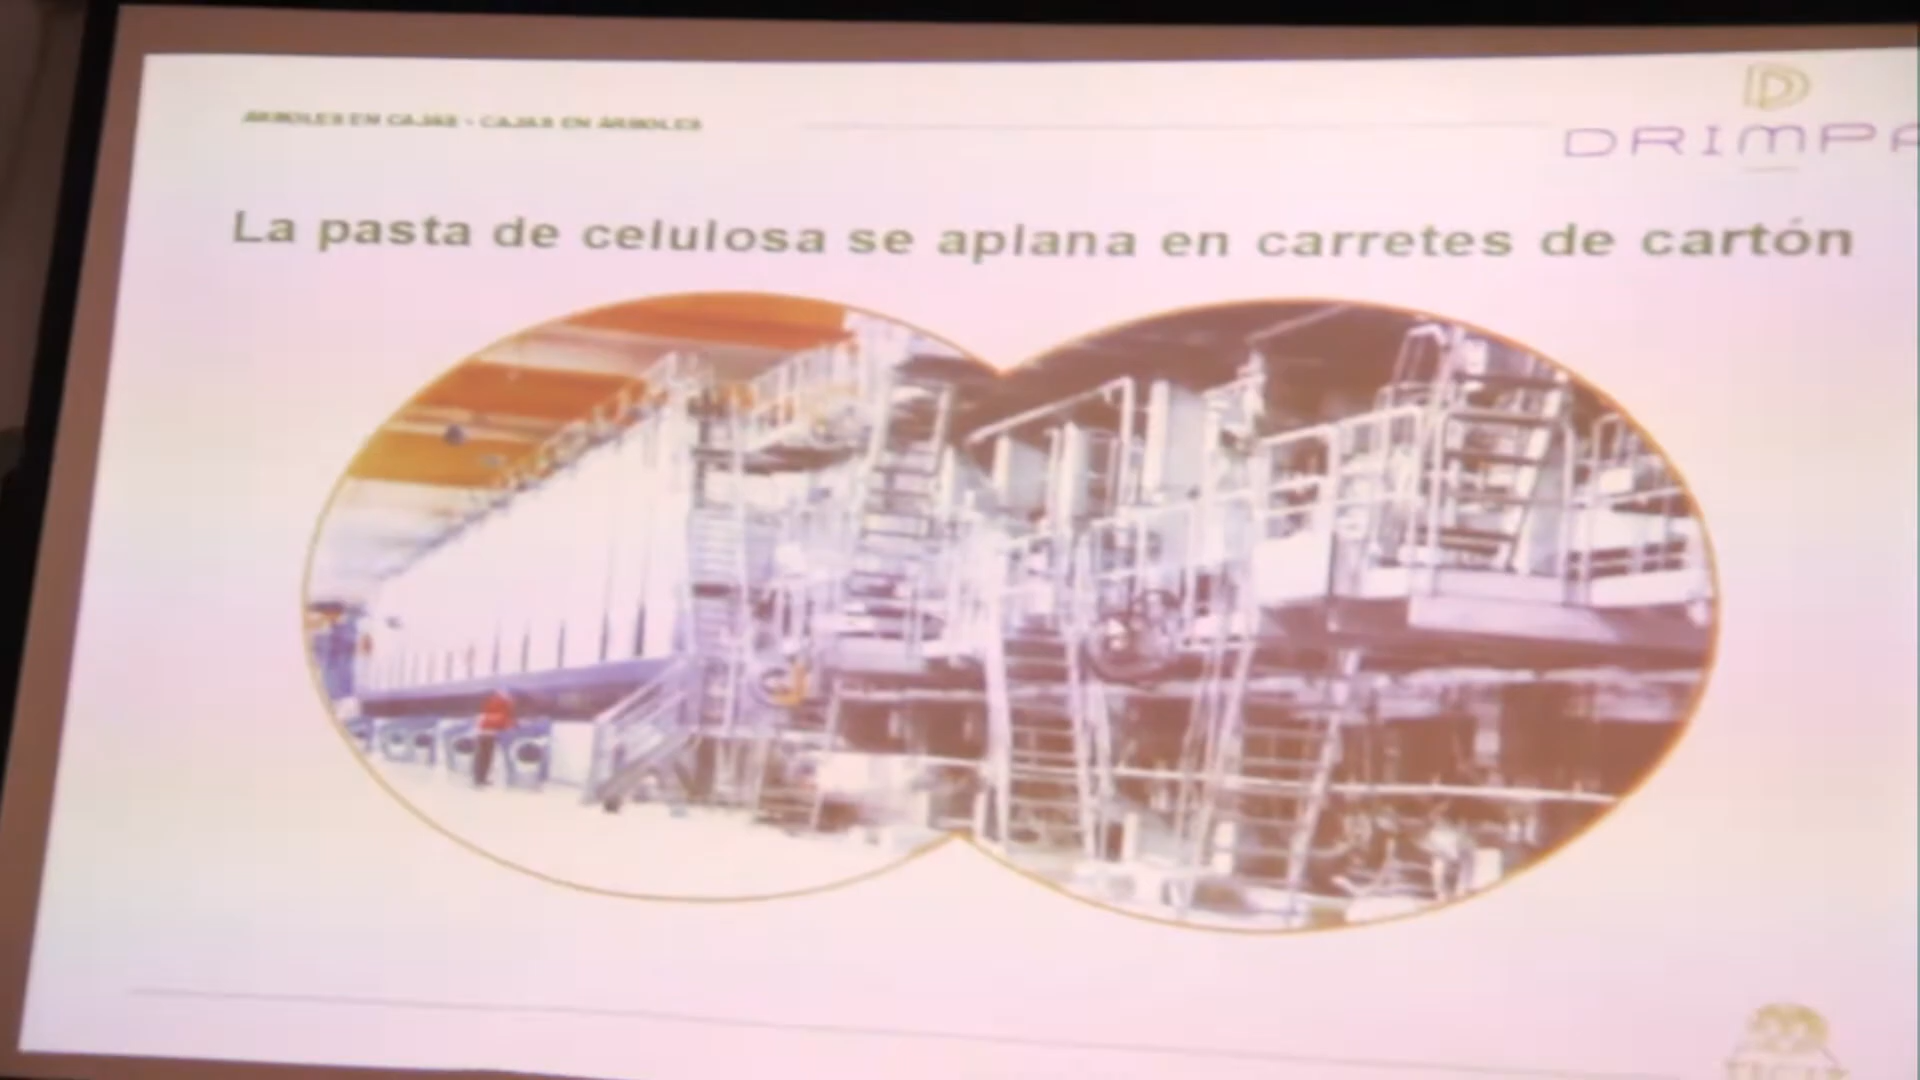 ÁRBOLES EN CAJAS - CAJAS EN ÁRBOLES
DRIMPA
La pasta de celulosa se aplana en carretes de cartón